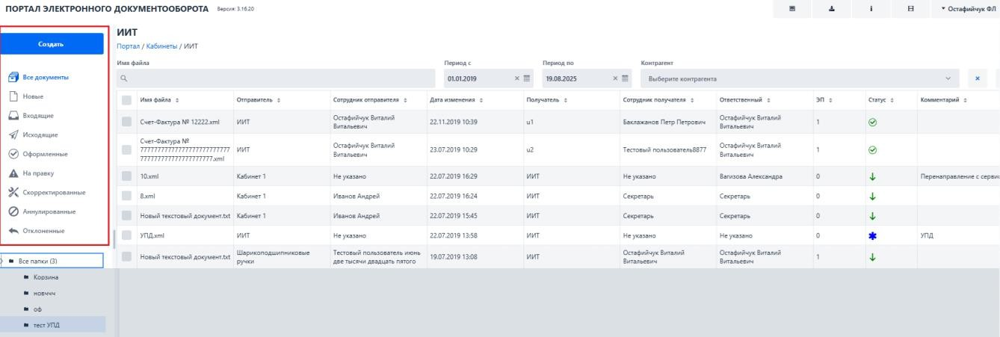 ПОРТАЛ ЭЛЕКТРОННОГО ДОКУМЕНТООБОРОТА Версия: 3.16.20 Остафийчук ФЛ
Создать
Все документы
Новые
Входящие
Исходящие
Оформленные
На правку
Скорректированные
Аннулированные
Отклоненные
Все папки (3)
Корзина
новччч
оф
тест УПД
ИИТ
Портал / Кабинеты / ИИТ
Имя файла Период с Период по Контрагент
01.01.2019 19.08.2025 Выберите контрагента
Имя файла Отправитель Сотрудник отправителя Дата изменения Получатель Сотрудник получателя Ответственный ЭП Статус Комментарий
Счет-Фактура № 12222.xml ИИТ Остафийчук Виталий Витальевич 22.11.2019 10:39 u1 Баклажанов Петр Петрович Остафийчук Виталий Витальевич 1
Счет-Фактура № ИИТ Остафийчук Виталий Витальевич 23.07.2019 10:29 u2 Тестовый пользователь8877 Остафийчук Виталий Витальевич 1
10.xml Кабинет 1 Не указано 22.07.2019 16:29 ИИТ Не указано Вагизова Александра 0 Перенаправление с серви
8.xml Кабинет 1 Иванов Андрей 22.07.2019 16:24 ИИТ Секретарь Секретарь 0
Новый текстовый документ.txt Кабинет 1 Иванов Андрей 22.07.2019 15:45 ИИТ Секретарь Секретарь 0
УПД.xml ИИТ Не указано 22.07.2019 13:58 ИИТ Не указано Не указано 0 УПД
Новый текстовый документ.txt Шарикоподшипниковые ручки Тестовый пользователь июнь две тысячи двадцать пятого 19.07.2019 13:08 ИИТ Остафийчук Виталий Витальевич Остафийчук Виталий Витальевич 1